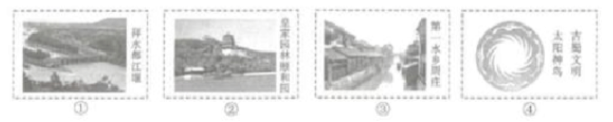 碎水都江堰
①
皇家园林颐和园
②
第一水乡周庄
③
古蜀文明
太阳神鸟
④